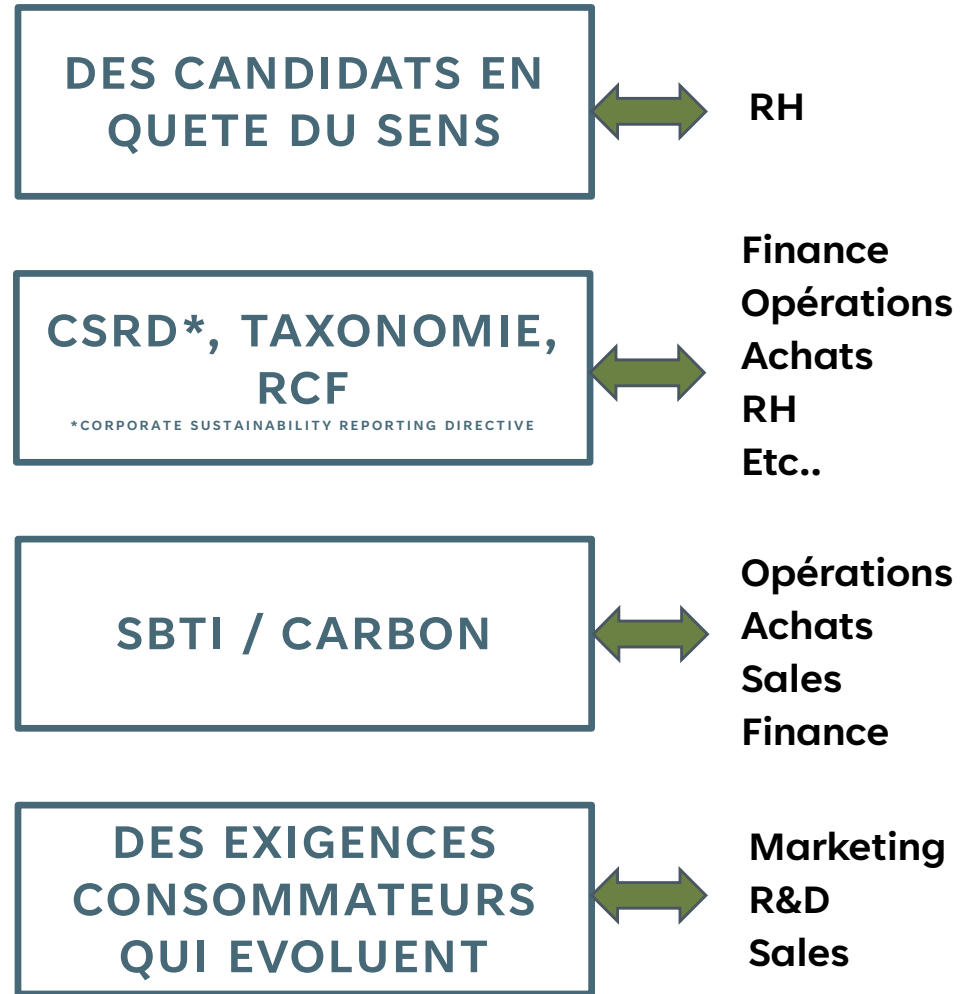 DES CANDIDATS EN
QUETE DU SENS
RH
CSRD*, TAXONOMIE,
RCF
*CORPORATE SUSTAINABILITY REPORTING DIRECTIVE
Finance
Opérations
Achats
RH
Etc..
SBTI / CARBON
Opérations
Achats
Sales
Finance
DES EXIGENCES
CONSOMMATEURS
QUI EVOLUENT
Marketing
R&D
Sales